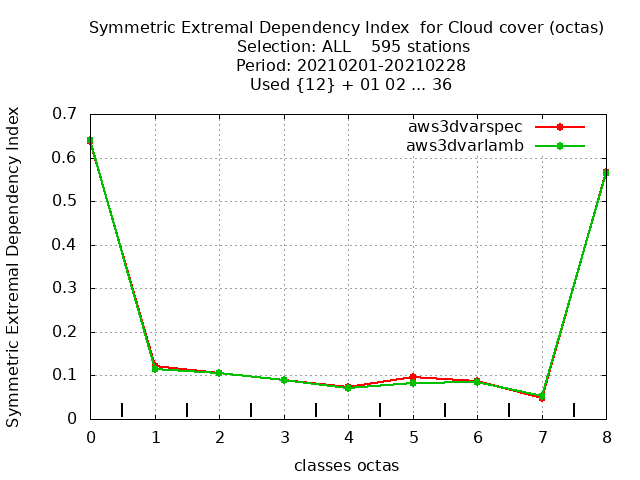 Symmetric Extremal Dependency Index  for Cloud cover (octas)
Selection: ALL    595 stations
Period: 20210201-20210228
Used {12} + 01 02 ... 36
Symmetric Extremal Dependency Index
0.7
0.6
0.5
0.4
0.3
0.2
0.1
0
aws3dvarspec
aws3dvarlamb
0 1 2 3 4 5 6 7 8
classes octas